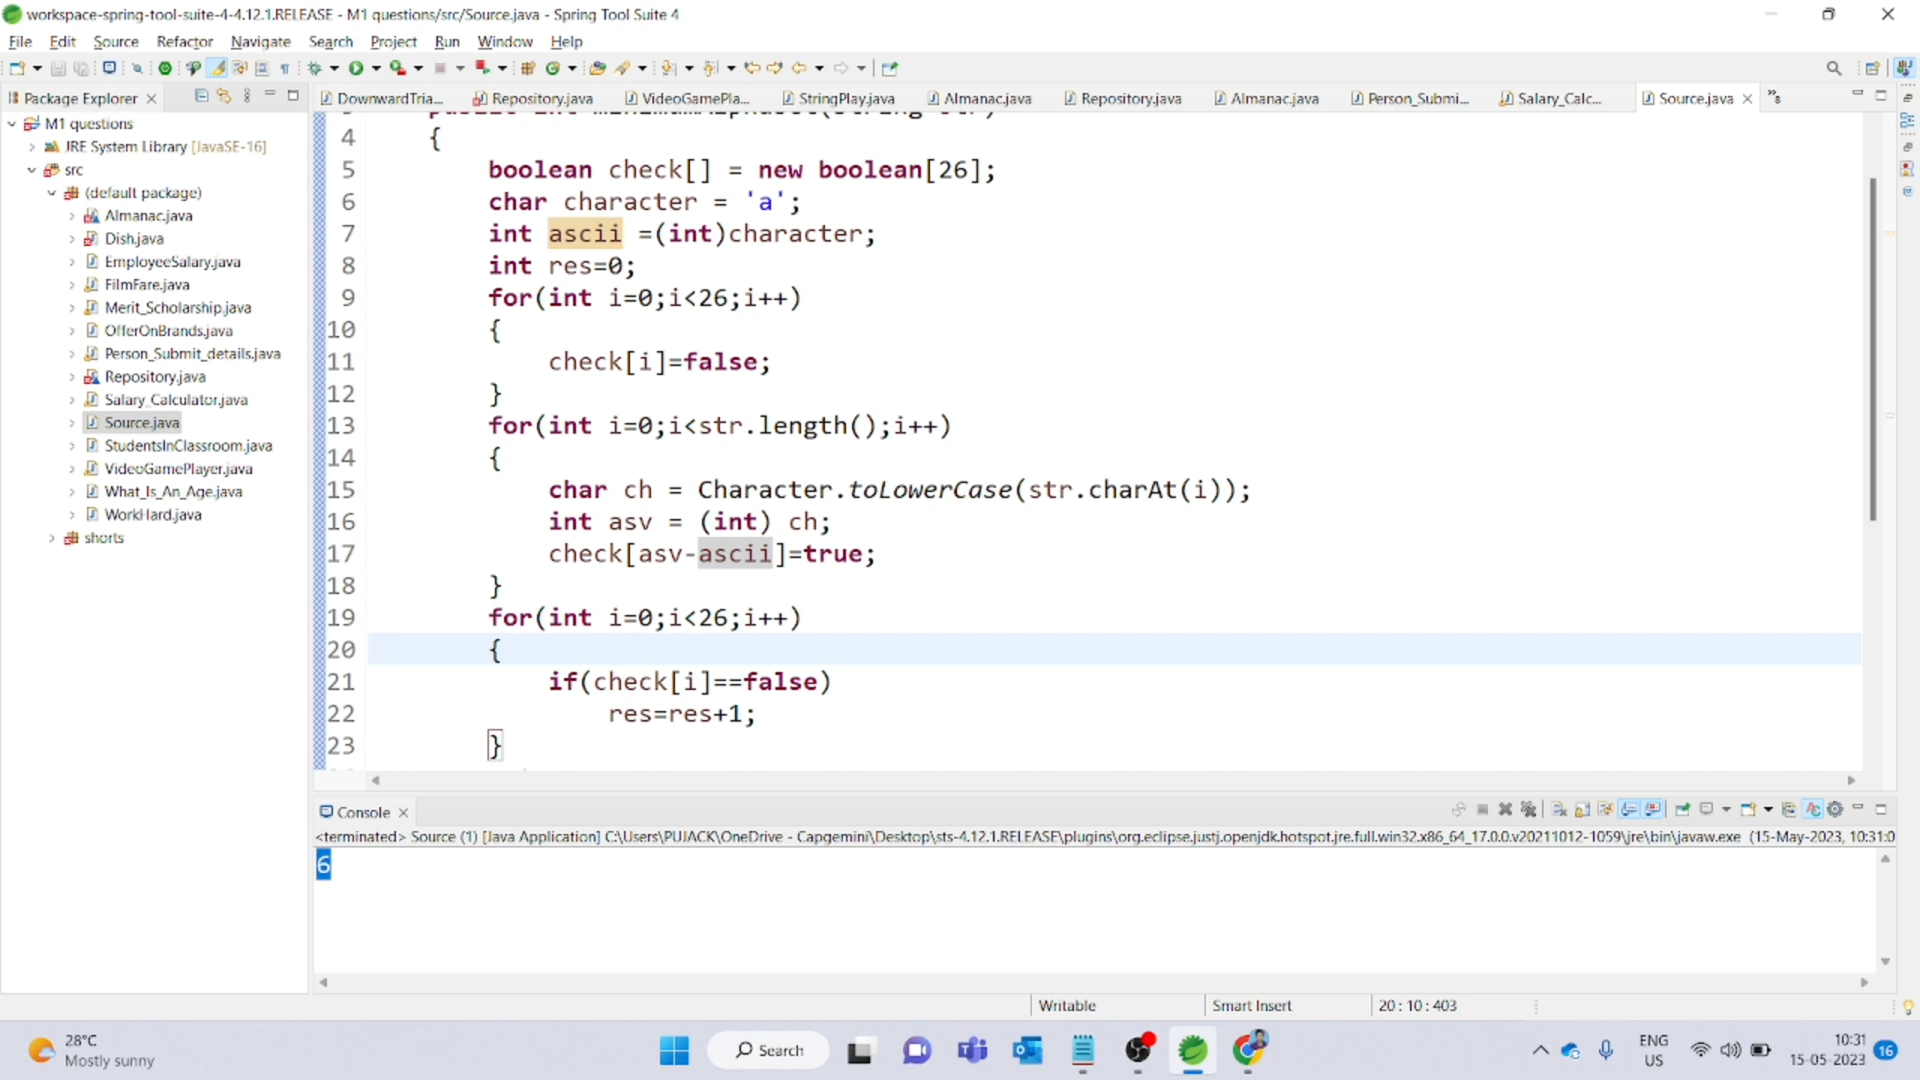 workspace-spring-tool-suite-4-4.12.1.RELEASE - M1 questions/src/Source.java - Spring Tool Suite 4
File Edit Source Refactor Navigate Search Project Run Window Help
Package Explorer
DownwardTria... Repository.java VideoGamePla... StringPlay.java Almanac.java Repository.java Almanac.java Person_Submi... Salary_Calc... Source.java
M1 questions
JRE System Library [JavaSE-16]
src
(default package)
Almanac.java
Dish.java
EmployeeSalary.java
FilmFare.java
Merit_Scholarship.java
OfferOnBrands.java
Person_Submit_details.java
Repository.java
Salary_Calculator.java
Source.java
StudentsInClassroom.java
VideoGamePlayer.java
What_Is_An_Age.java
WorkHard.java
shorts
4 {
5 boolean check[] = new boolean[26];
6 char character = 'a';
7 int ascii =(int)character;
8 int res=0;
9 for(int i=0;i<26;i++)
10 {
11 check[i]=false;
12 }
13 for(int i=0;i<str.length();i++)
14 {
15 char ch = Character.toLowerCase(str.charAt(i));
16 int asv = (int) ch;
17 check[asv-ascii]=true;
18 }
19 for(int i=0;i<26;i++)
20 {
21 if(check[i]==false)
22 res=res+1;
23 }
Console
<terminated> Source (1) [Java Application] C:\Users\PUJACK\OneDrive - Capgemini\Desktop\sts-4.12.1.RELEASE\plugins\org.eclipse.justj.openjdk.hotspot.jre.full.win32.x86_64_17.0.0.v20211012-1059\jre\bin\javaw.exe (15-May-2023, 10:31:0
6
Writable Smart Insert 20 : 10 : 403
28°C
Mostly sunny
Search
ENG
US
10:31
15-05-2023
16